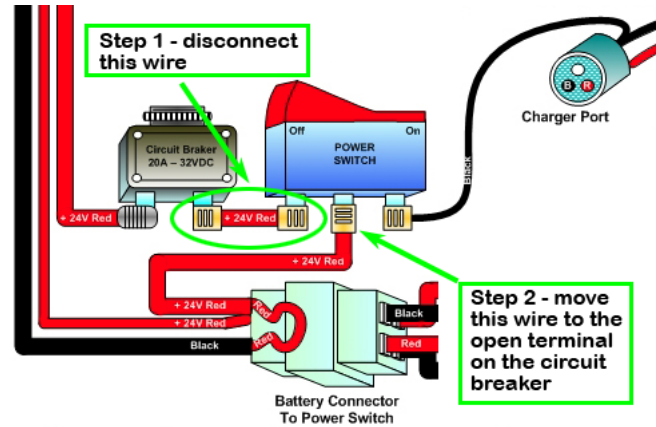 Step 1 - disconnect
this wire
Circuit Braker
20A – 32VDC
Off
On
POWER
SWITCH
Charger Port
B
R
Black
+ 24V Red
+ 24V Red
+ 24V Red
+ 24V Red
+ 24V Red
Black
Red
Red
Black
Red
Step 2 - move
this wire to the
open terminal
on the circuit
breaker
Battery Connector
To Power Switch